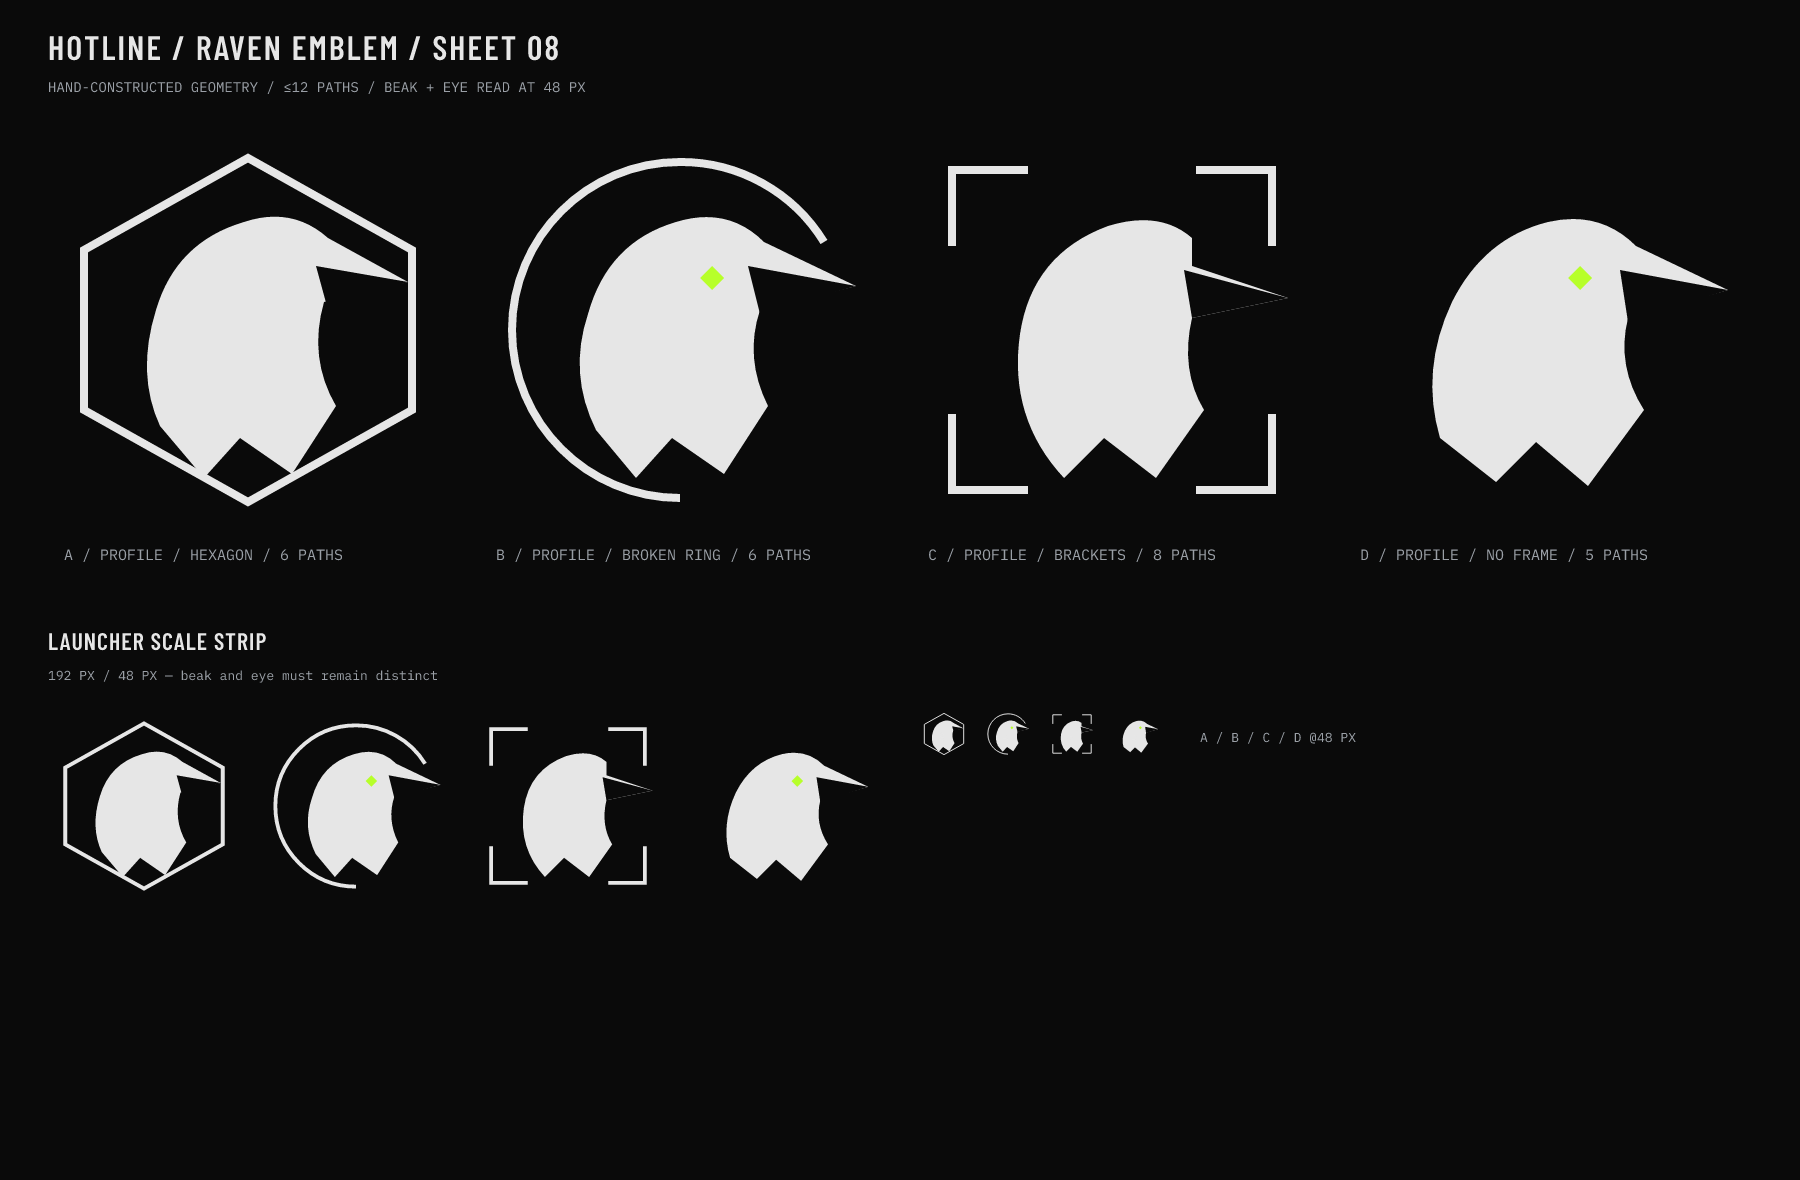 HOTLINE / RAVEN EMBLEM / SHEET 08
HAND-CONSTRUCTED GEOMETRY / ≤12 PATHS / BEAK + EYE READ AT 48 PX
A / PROFILE / HEXAGON / 6 PATHS
B / PROFILE / BROKEN RING / 6 PATHS
C / PROFILE / BRACKETS / 8 PATHS
D / PROFILE / NO FRAME / 5 PATHS
LAUNCHER SCALE STRIP
192 PX / 48 PX — beak and eye must remain distinct
A / B / C / D @48 PX